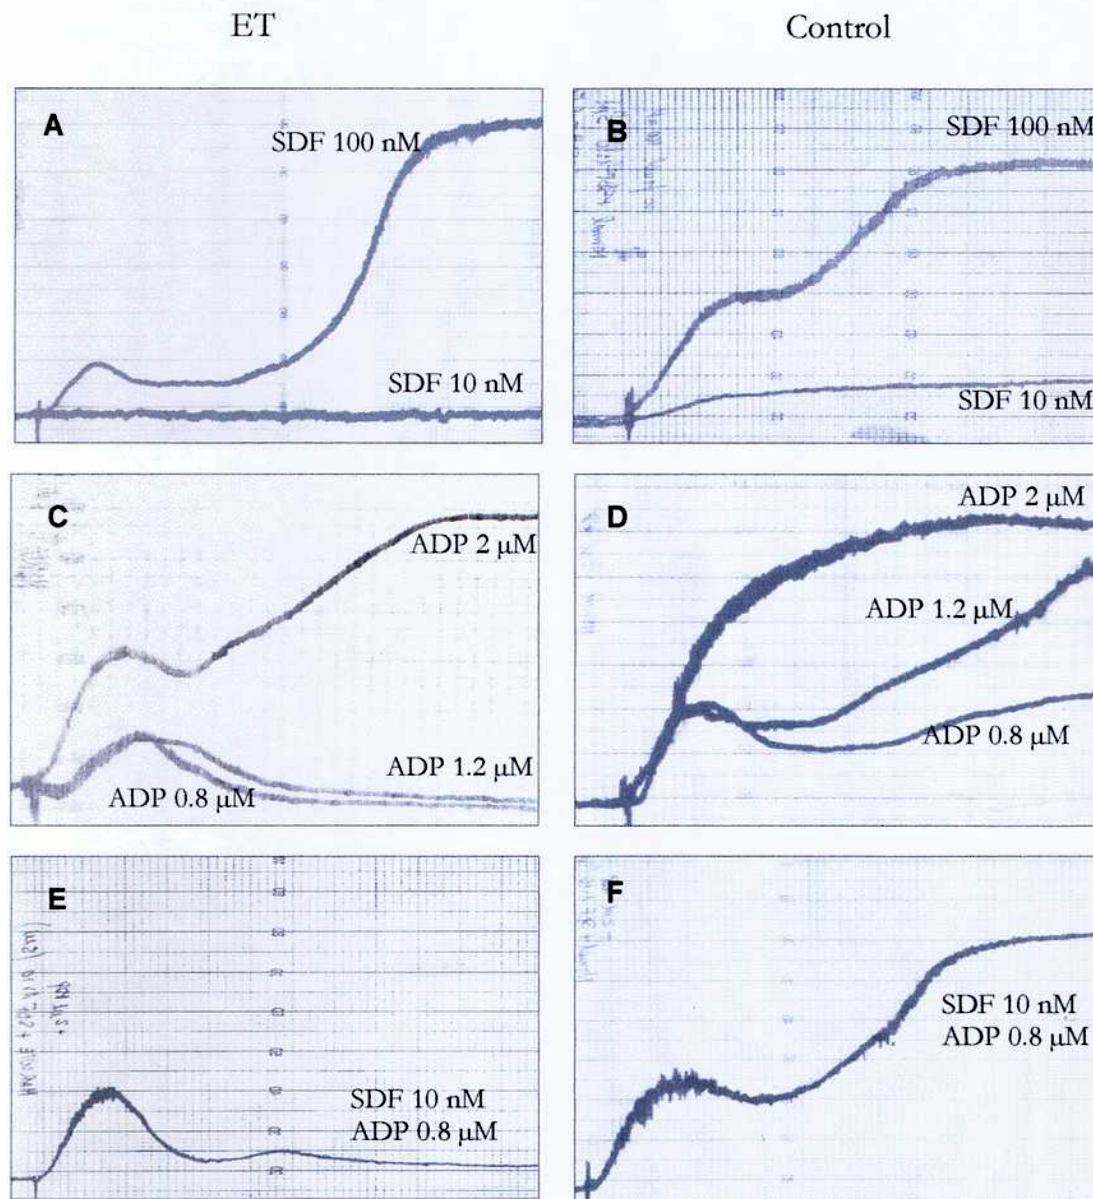 ET
Control
A
SDF 100 nM
SDF 10 nM
B
SDF 100 nM
SDF 10 nM
C
ADP 2 μM
ADP 1.2 μM
ADP 0.8 μM
D
ADP 2 μM
ADP 1.2 μM
ADP 0.8 μM
E
SDF 10 nM
ADP 0.8 μM
F
SDF 10 nM
ADP 0.8 μM